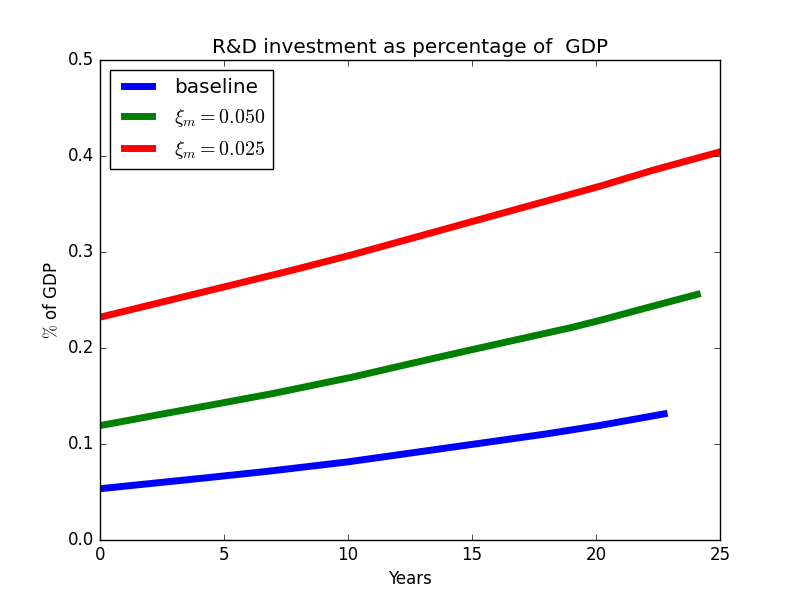 R&D investment as percentage of  GDP
baseline
ξₘ = 0.050
ξₘ = 0.025
% of GDP
0.5
0.4
0.3
0.2
0.1
0.0
0 5 10 15 20 25
Years